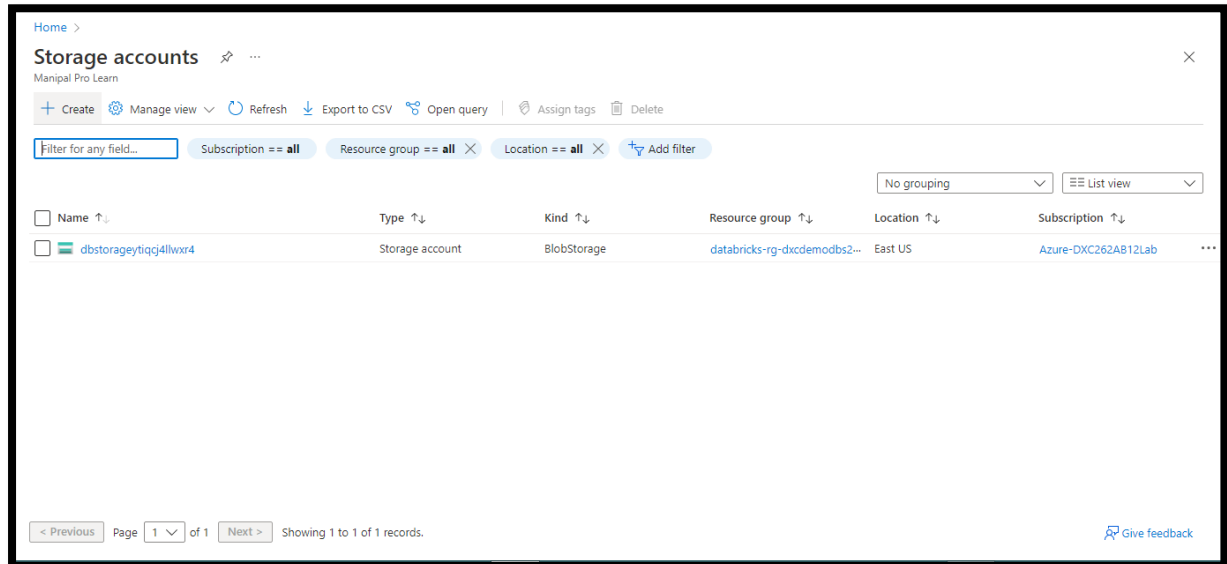 Home >
Storage accounts ...
Manipal Pro Learn
+ Create Manage view Refresh Export to CSV Open query Assign tags Delete
Filter for any field... Subscription == all Resource group == all Location == all Add filter
No grouping List view
Name Type Kind Resource group Location Subscription
dbstorageytiqcj4llwxr4 Storage account BlobStorage databricks-rg-dxcdemodbs2... East US Azure-DXC262AB12Lab ...
< Previous Page 1 of 1 Next > Showing 1 to 1 of 1 records. Give feedback